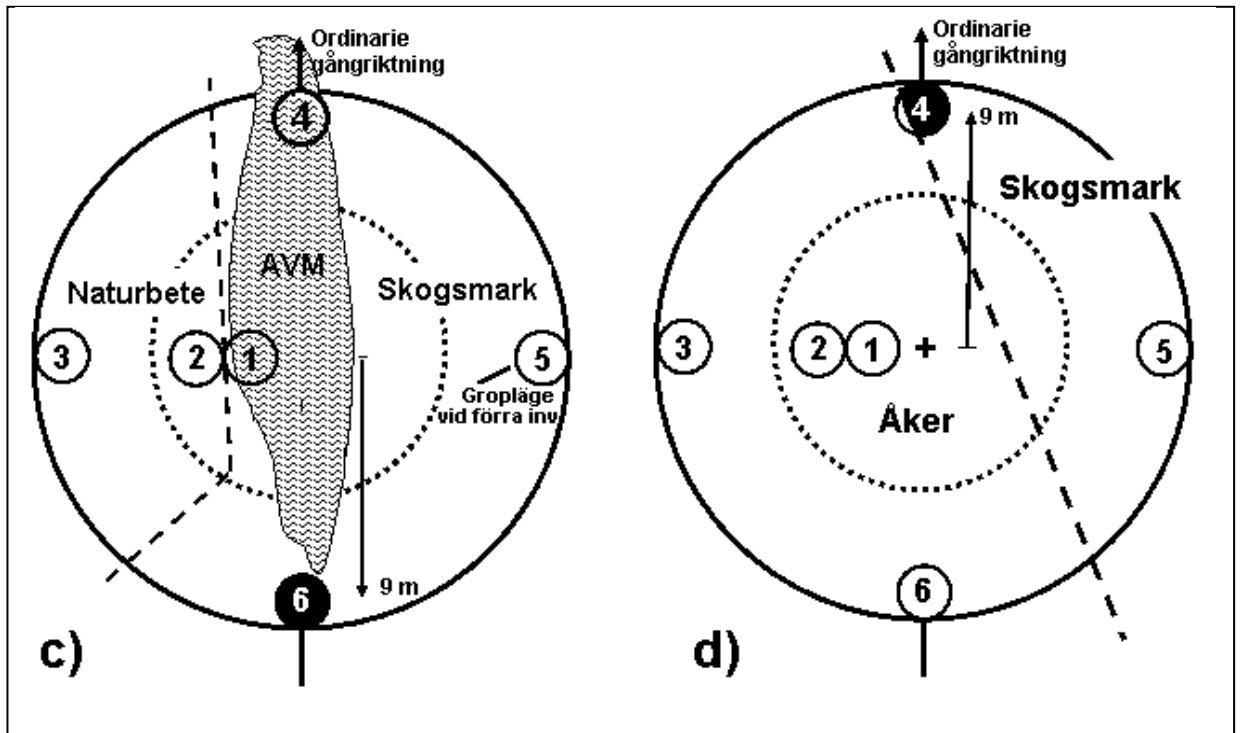 Ordinarie
gångriktning
4
AVM
Naturbete
Skogsmark
3
2
1
5
Gropläge
vid förra inv
6
9 m
c)
Ordinarie
gångriktning
4
9 m
Skogsmark
3
2
1
+
5
Åker
6
d)